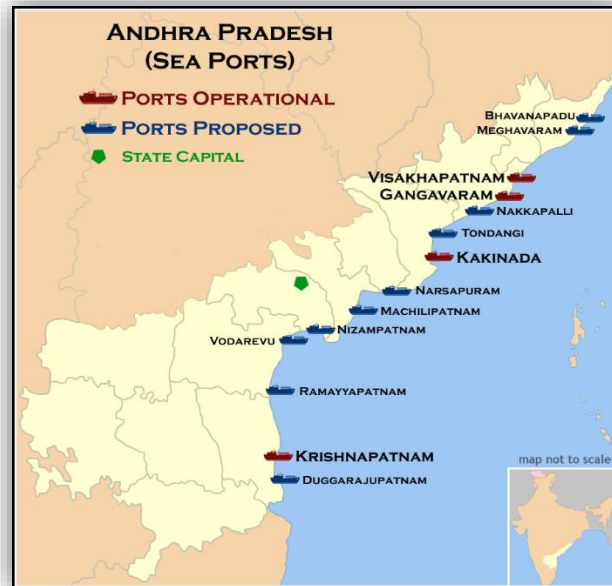 ANDHRA PRADESH
(SEA PORTS)
PORTS OPERATIONAL
PORTS PROPOSED
STATE CAPITAL
BHAVANAPADU
MEGHAVARAM
VISAKHAPATNAM
GANGAVARAM
NAKKAPALLI
TONDANGI
KAKINADA
NARSAPURAM
MACHILIPATNAM
NIZAMPATNAM
VODAREVU
RAMAYYAPATNAM
KRISHNAPATNAM
DUGGARAJUPATNAM
map not to scale